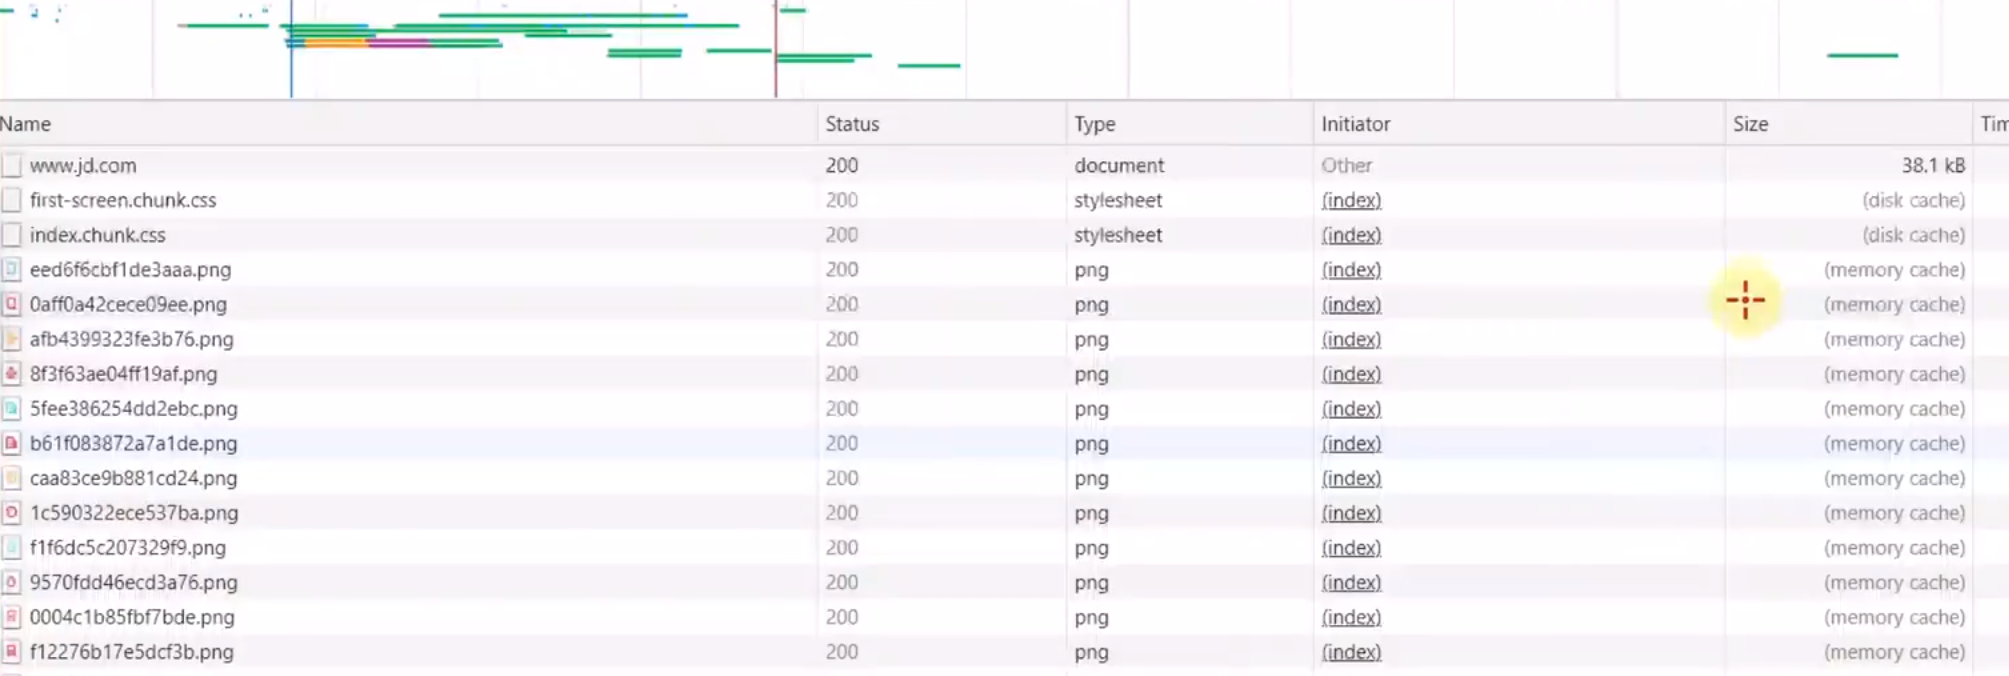 Name Status Type Initiator Size Tim
www.jd.com 200 document Other 38.1 kB
first-screen.chunk.css 200 stylesheet (index) (disk cache)
index.chunk.css 200 stylesheet (index) (disk cache)
eed6f6cbf1de3aaa.png 200 png (index) (memory cache)
0aff0a42cece09ee.png 200 png (index) (memory cache)
afb4399323fe3b76.png 200 png (index) (memory cache)
8f3f63ae04ff19af.png 200 png (index) (memory cache)
5fee386254dd2ebc.png 200 png (index) (memory cache)
b61f083872a7a1de.png 200 png (index) (memory cache)
caa83ce9b881cd24.png 200 png (index) (memory cache)
1c590322ece537ba.png 200 png (index) (memory cache)
f1f6dc5c207329f9.png 200 png (index) (memory cache)
9570fdd46ecd3a76.png 200 png (index) (memory cache)
0004c1b85fbf7bde.png 200 png (index) (memory cache)
f12276b17e5dcf3b.png 200 png (index) (memory cache)